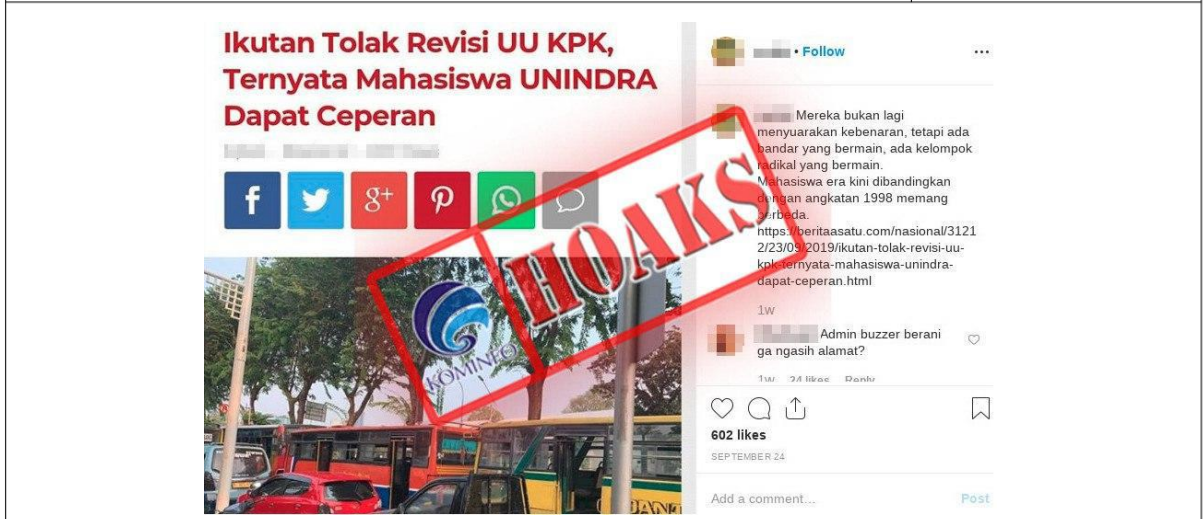 Ikutan Tolak Revisi UU KPK,
Ternyata Mahasiswa UNINDRA
Dapat Ceperan
f
g+
HOAKS
KOMINFO
• Follow
Mereka bukan lagi
menyuarakan kebenaran, tetapi ada
bandar yang bermain, ada kelompok
radikal yang bermain.
Mahasiswa era kini dibandingkan
dengan angkatan 1998 memang
berbeda.
https://beritaasatu.com/nasional/3121
2/23/09/2019/ikutan-tolak-revisi-uu-
kpk-ternyata-mahasiswa-unindra-
dapat-ceperan.html
1w
Admin buzzer berani
ga ngasih alamat?
1w 24 likes Reply
602 likes
SEPTEMBER 24
Add a comment...
Post